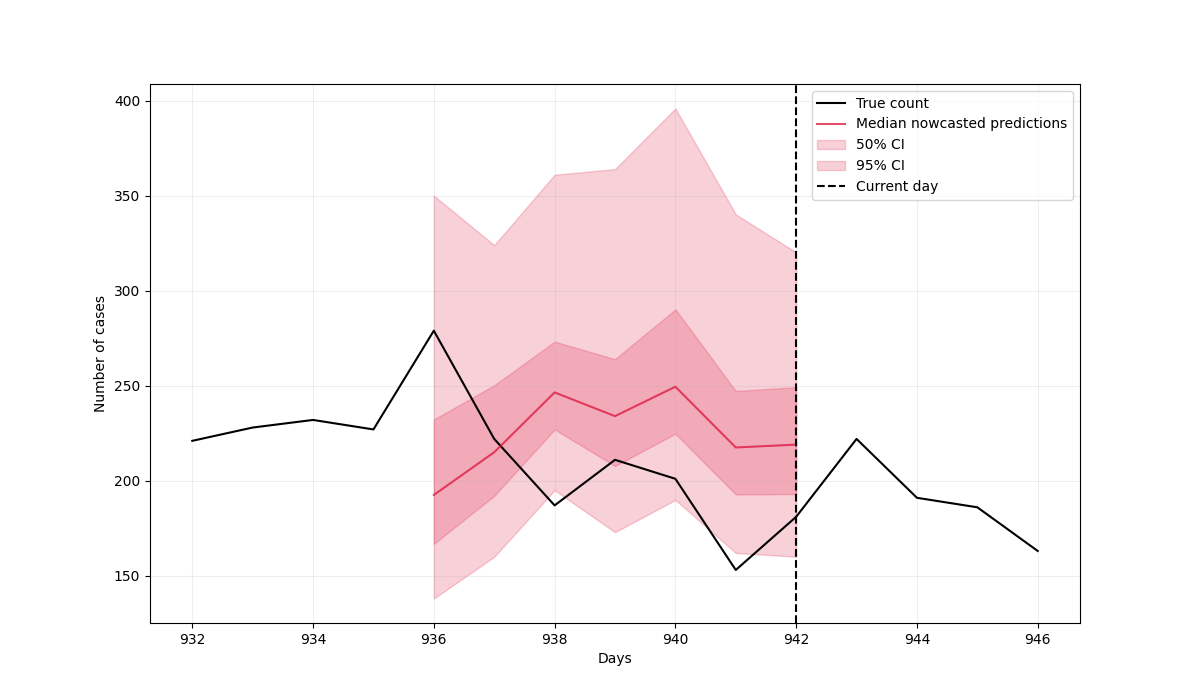 400
350
300
250
200
150
Number of cases
932 934 936 938 940 942 944 946
Days
True count
Median nowcasted predictions
50% CI
95% CI
Current day